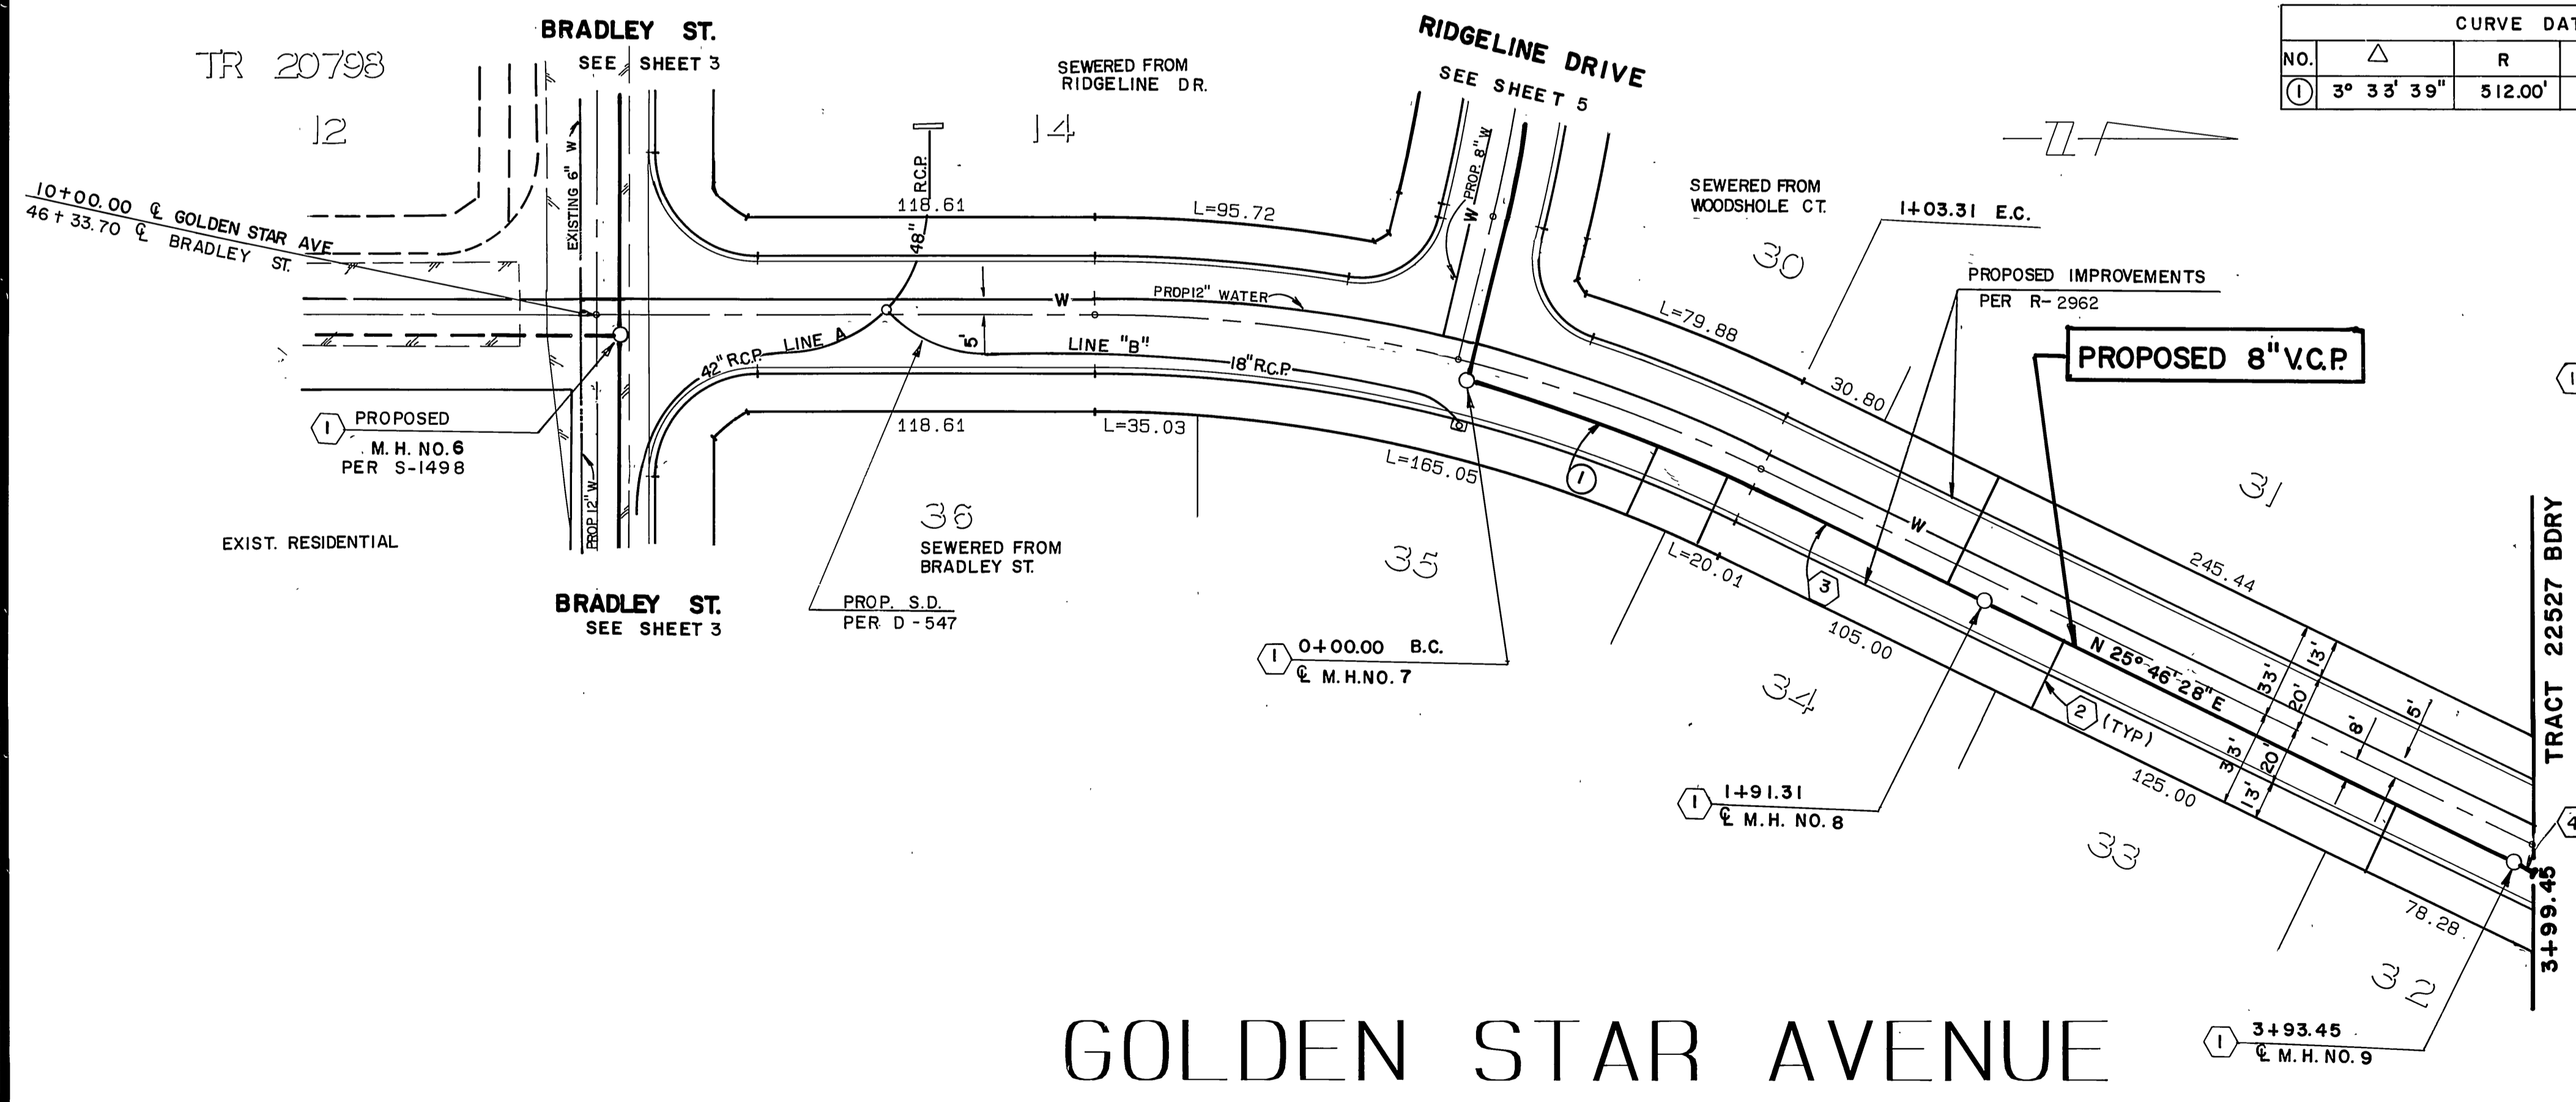 BRADLEY ST.
SEE SHEET 3
TR 20798
12
SEWERED FROM
RIDGELINE DR.
14
RIDGELINE DRIVE
SEE SHEET 5
CURVE DAT
NO. △ R
1 3° 33' 39" 512.00'
10+00.00 ℄ GOLDEN STAR AVE
46+33.70 ℄ BRADLEY ST.
EXISTING 6" W
R.C.P.
48"
118.61
L=95.72
PROP. 8" W
W
SEWERED FROM
WOODSHOLE CT.
30
1+03.31 E.C.
PROPOSED IMPROVEMENTS
PER R-2962
PROPOSED 8" V.C.P.
W
PROP 12" WATER
5'
42" R.C.P. LINE A
LINE "B"
18" R.C.P.
L=79.88
30.80
1 PROPOSED
M.H. NO. 6
PER S-1498
PROP 12" W
118.61
L=35.03
L=165.05
1
36
SEWERED FROM
BRADLEY ST.
EXIST. RESIDENTIAL
BRADLEY ST.
SEE SHEET 3
PROP. S.D.
PER D-547
35
L=20.01
3
W
31
245.44
TRACT 22527 BDRY
1 0+00.00 B.C.
℄ M.H. NO. 7
105.00
34
N 25° 46' 28" E
2 (TYP)
33'
13'
20'
33'
20'
13'
8'
5'
125.00
1 1+91.31
℄ M.H. NO. 8
33
1
4
78.28
3+99.45
32
1 3+93.45
℄ M.H. NO. 9
GOLDEN STAR AVENUE